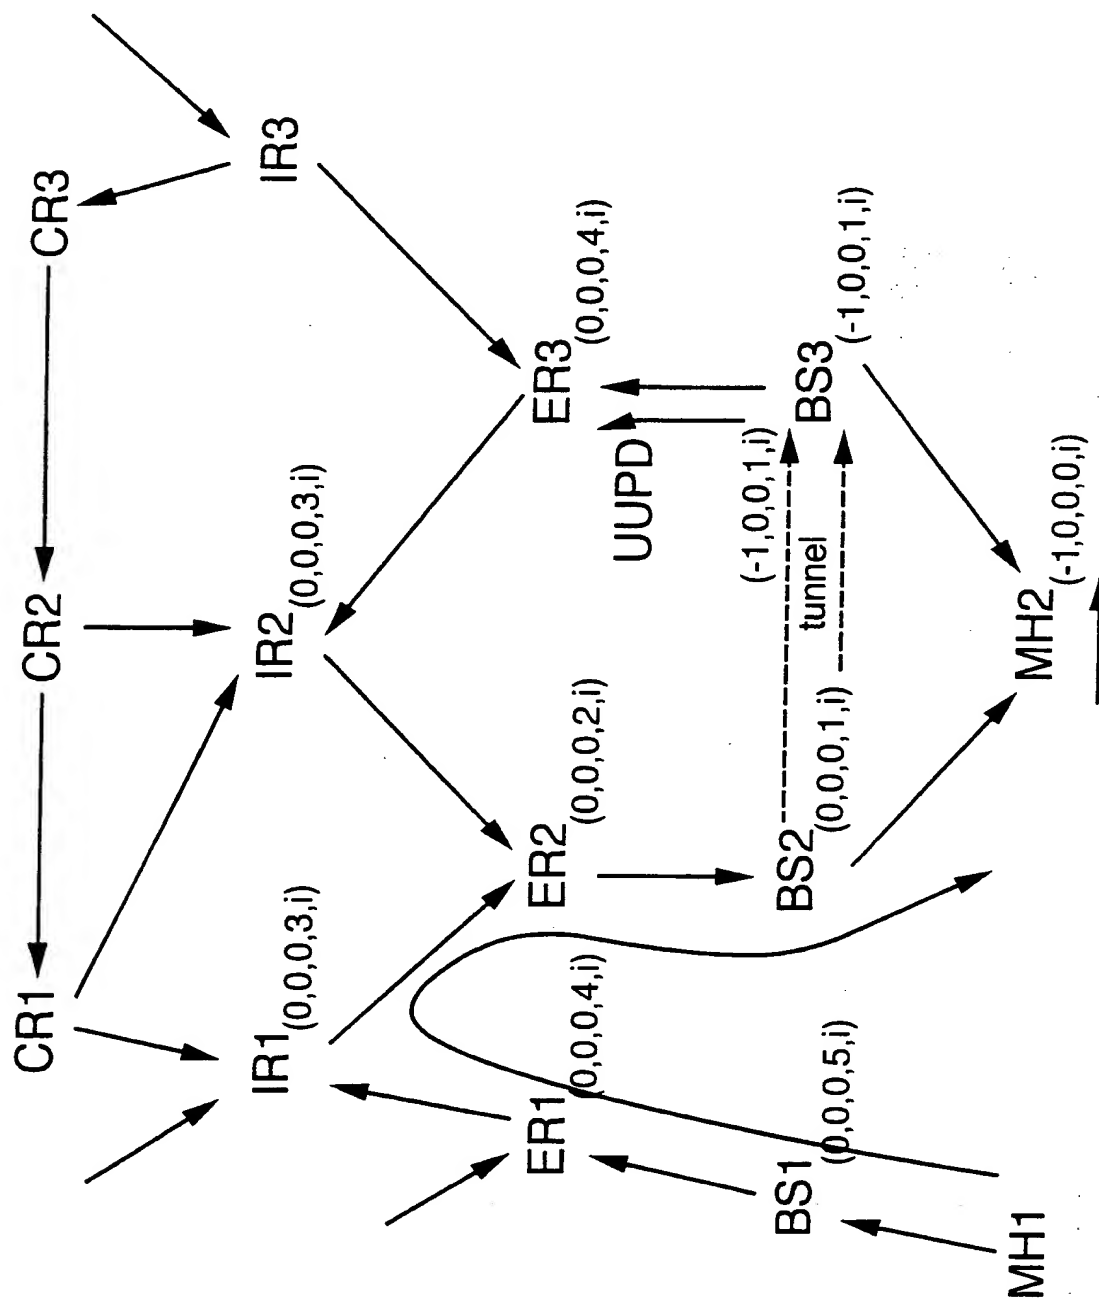 CR1
CR2
CR3
IR1(0,0,0,3,i)
IR2(0,0,0,3,i)
IR3
ER1(0,0,0,4,i)
ER2(0,0,0,2,i)
ER3(0,0,0,4,i)
UUPD
(-1,0,0,1,i)
tunnel
BS1(0,0,0,5,i)
BS2(0,0,0,1,i)
BS3(-1,0,0,1,i)
MH1
MH2(-1,0,0,0,i)